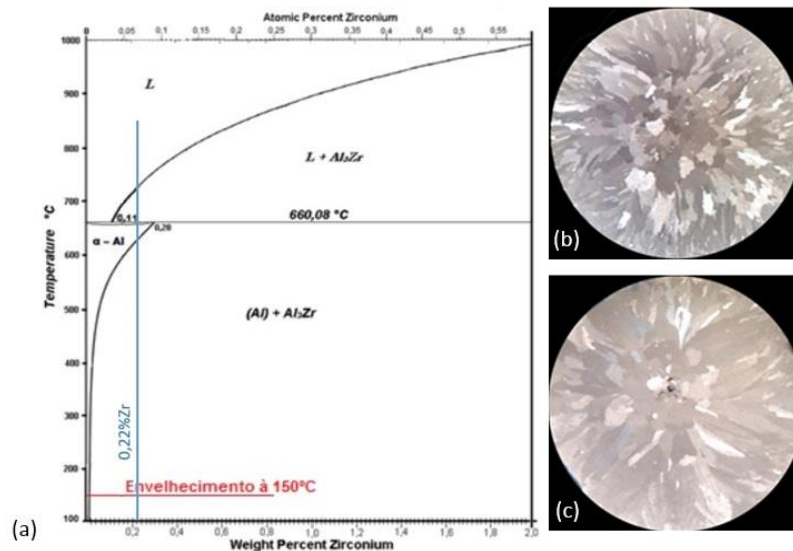 Atomic Percent Zirconium
0 0,05 0,1 0,15 0,2 0,25 0,3 0,35 0,4 0,45 0,5 0,55
1000
900
800
700
600
500
400
300
200
100
Temperature °C
L
L + Al₃Zr
0,11
660,08 °C
0,28
α – Al
(Al) + Al₃Zr
0,22%Zr
Envelhecimento à 150ºC
0,2 0,4 0,6 0,8 1,0 1,2 1,4 1,6 1,8 2,0
Weight Percent Zirconium
(a)
(b)
(c)